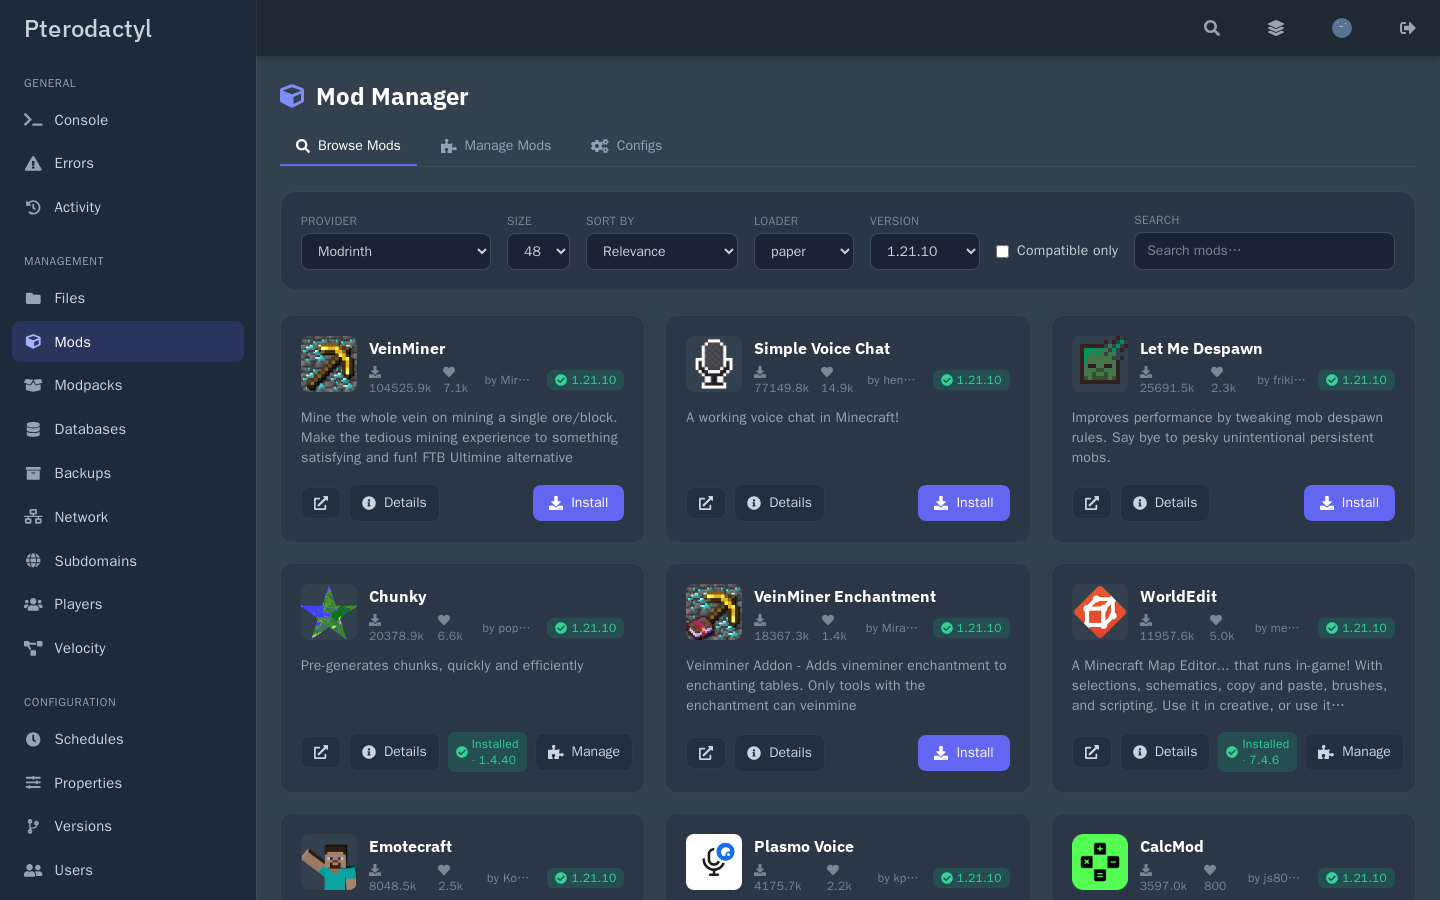 Pterodactyl
GENERAL
Console
Errors
Activity
MANAGEMENT
Files
Mods
Modpacks
Databases
Backups
Network
Subdomains
Players
Velocity
CONFIGURATION
Schedules
Properties
Versions
Users
Mod Manager
Browse Mods
Manage Mods
Configs
PROVIDER
Modrinth
SIZE
48
SORT BY
Relevance
LOADER
paper
VERSION
1.21.10
Compatible only
SEARCH
Search mods…
VeinMiner
104525.9k 7.1k by Mir… 1.21.10
Mine the whole vein on mining a single ore/block.
Make the tedious mining experience to something
satisfying and fun! FTB Ultimine alternative
Details
Install
Simple Voice Chat
77149.8k 14.9k by hen… 1.21.10
A working voice chat in Minecraft!
Details
Install
Let Me Despawn
25691.5k 2.3k by friki… 1.21.10
Improves performance by tweaking mob despawn
rules. Say bye to pesky unintentional persistent
mobs.
Details
Install
Chunky
20378.9k 6.6k by pop… 1.21.10
Pre-generates chunks, quickly and efficiently
Details
Installed
· 1.4.40
Manage
VeinMiner Enchantment
18367.3k 1.4k by Mira… 1.21.10
Veinminer Addon - Adds vineminer enchantment to
enchanting tables. Only tools with the
enchantment can veinmine
Details
Install
WorldEdit
11957.6k 5.0k by me… 1.21.10
A Minecraft Map Editor... that runs in-game! With
selections, schematics, copy and paste, brushes,
and scripting. Use it in creative, or use it…
Details
Installed
· 7.4.6
Manage
Emotecraft
8048.5k 2.5k by Ko… 1.21.10
Plasmo Voice
4175.7k 2.2k by kp… 1.21.10
CalcMod
3597.0k 800 by js80… 1.21.10